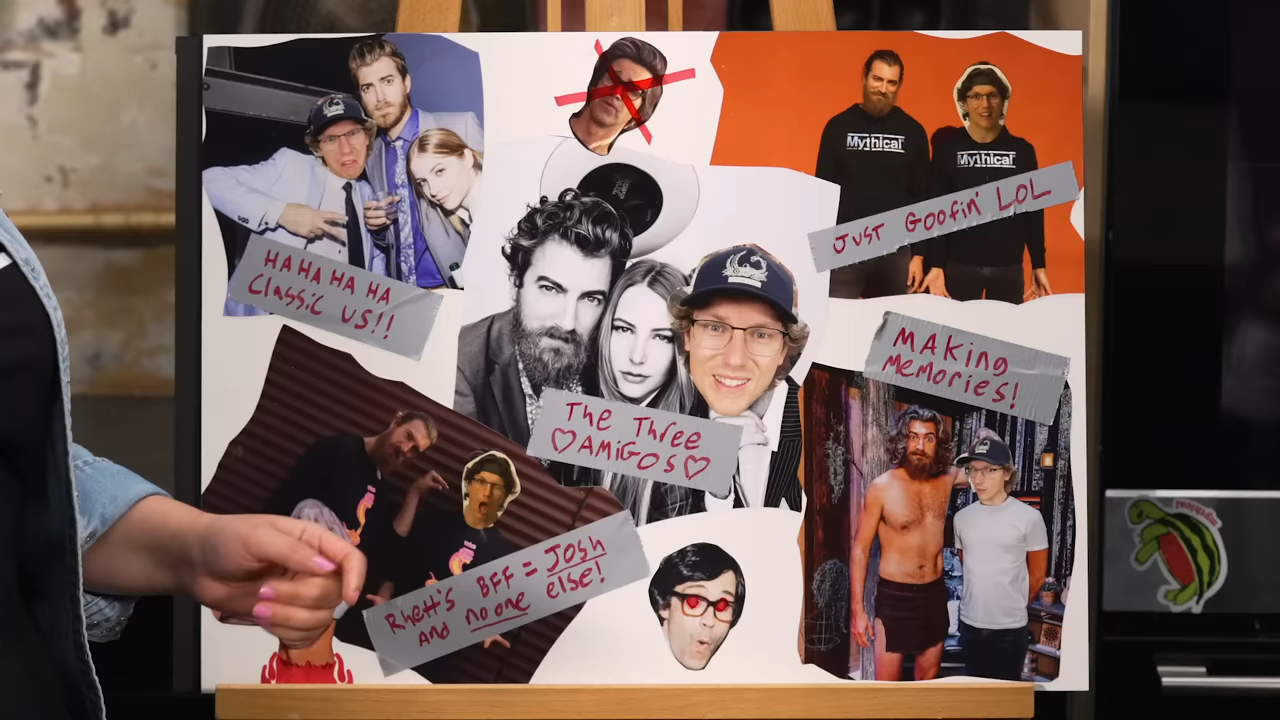 HA HA HA HA
Classic US!!
Mythical
Mythical
JUST GOOFin' LOL
MAKing
Memories!
The Three
♡AMiGOS♡
Rhett's BFF = JOSH
AND no one else!
mythical